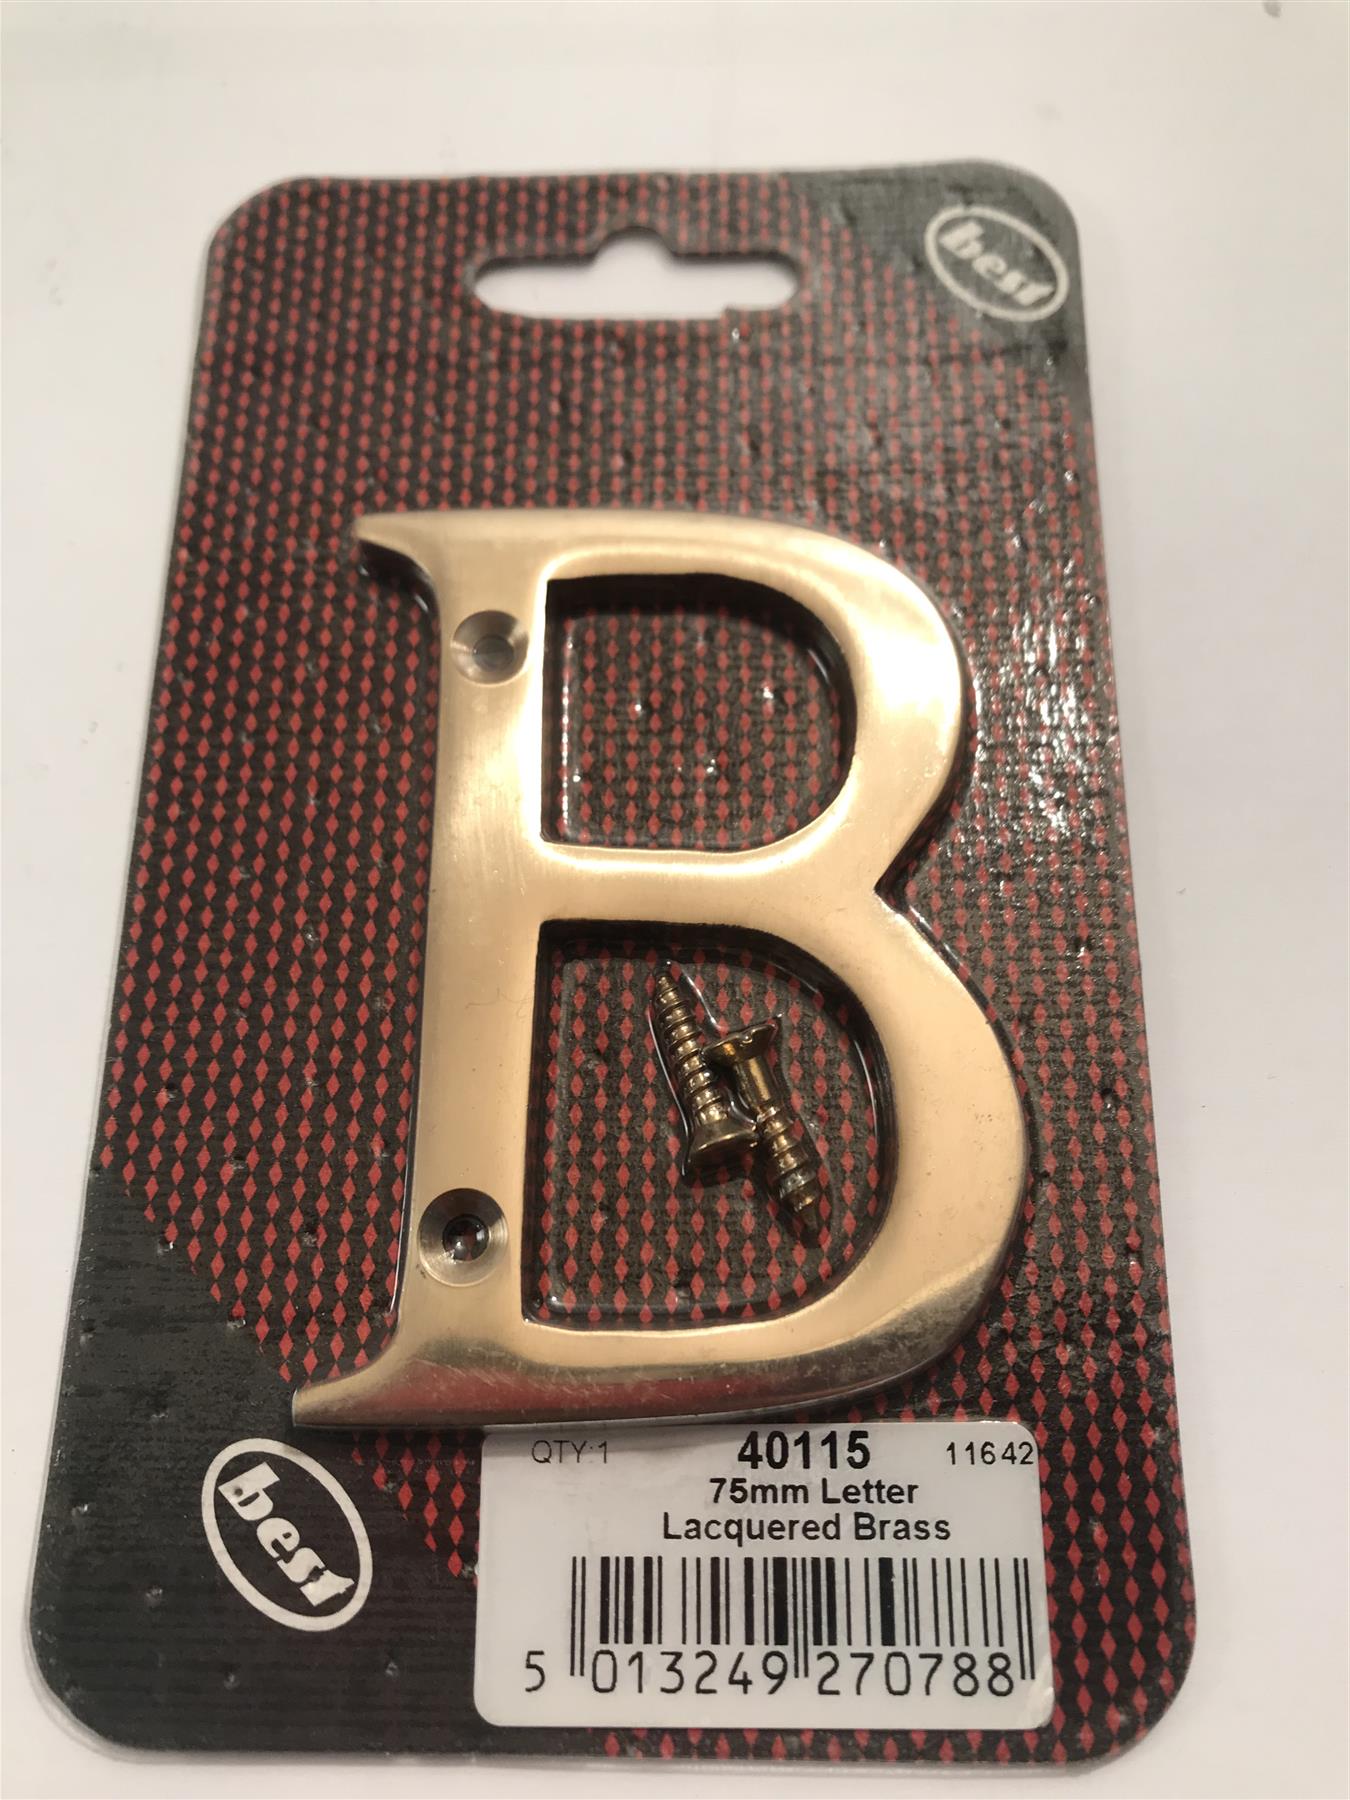 best
B
best
QTY:1 40115 11642
75mm Letter
Lacquered Brass
5 013249 270788